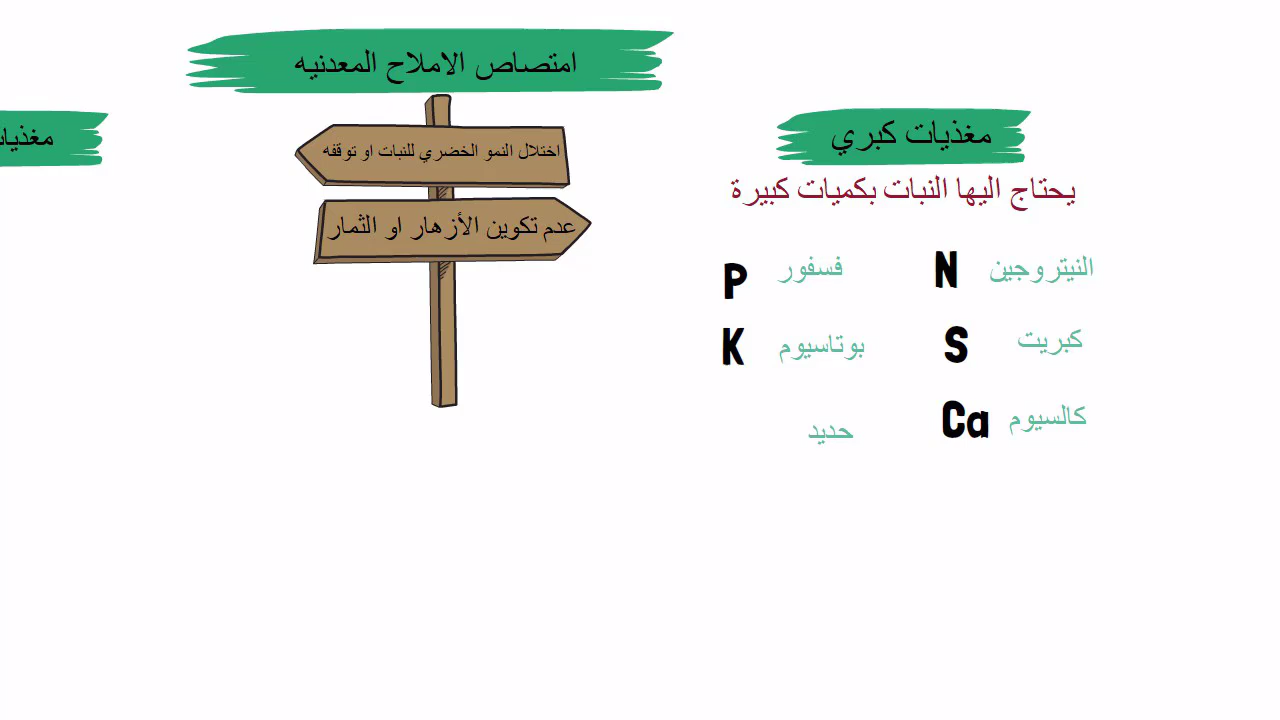 امتصاص الاملاح المعدنيه
اختلال النمو الخضري للنبات او توقفه
عدم تكوين الأزهار او الثمار
مغذيات كبري
يحتاج اليها النبات بكميات كبيرة
النيتروجين N فسفور P
كبريت S بوتاسيوم K
كالسيوم Ca حديد